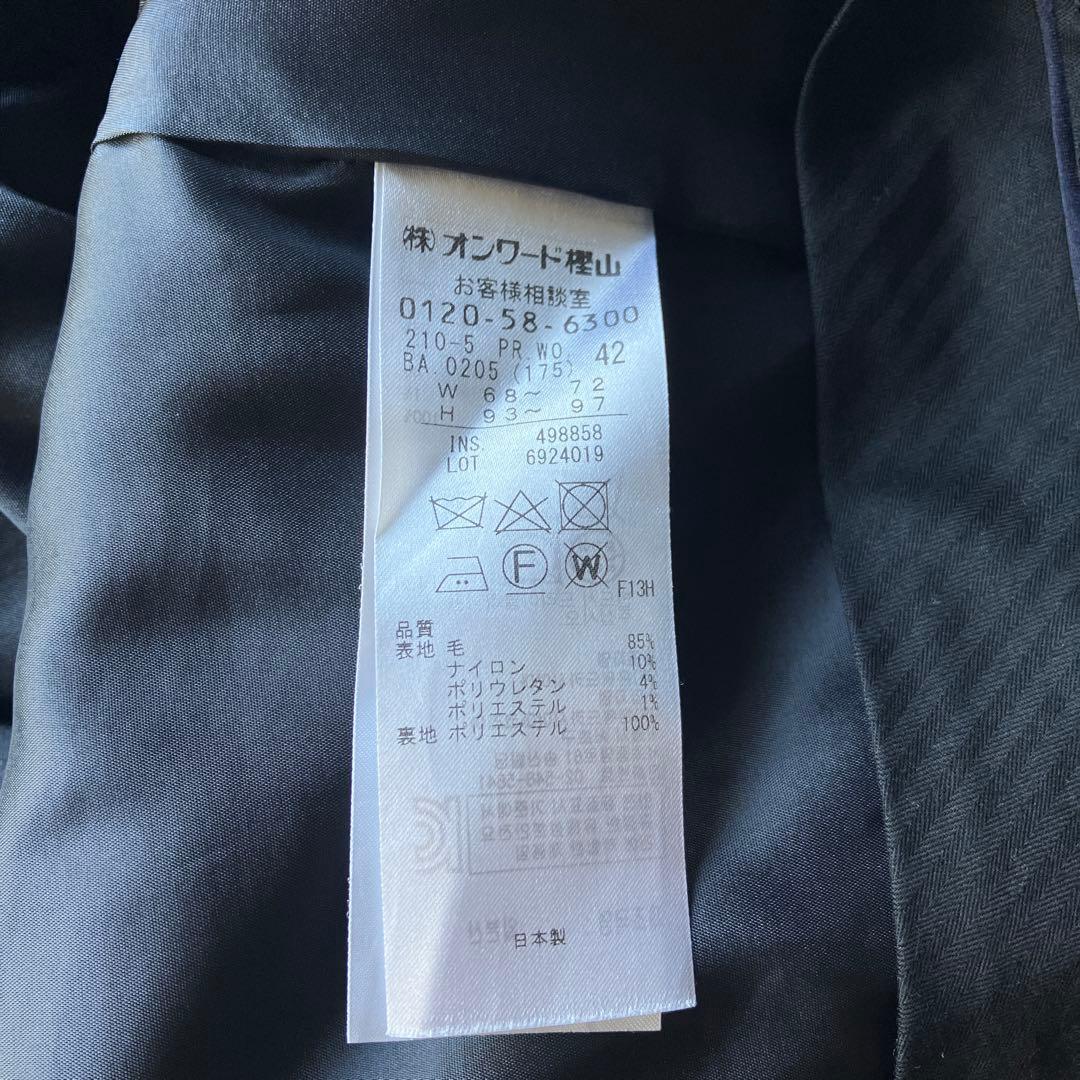 ㈱オンワード樫山
お客様相談室
0120-58-6300
210-5 PR.WO. 42
BA.0205 (175)
W 68～ 72
H 93～ 97
INS. 498858
LOT 6924019
F
W
F13H
品質
表地 毛 85%
ナイロン 10%
ポリウレタン 4%
ポリエステル 1%
裏地 ポリエステル 100%
日本製